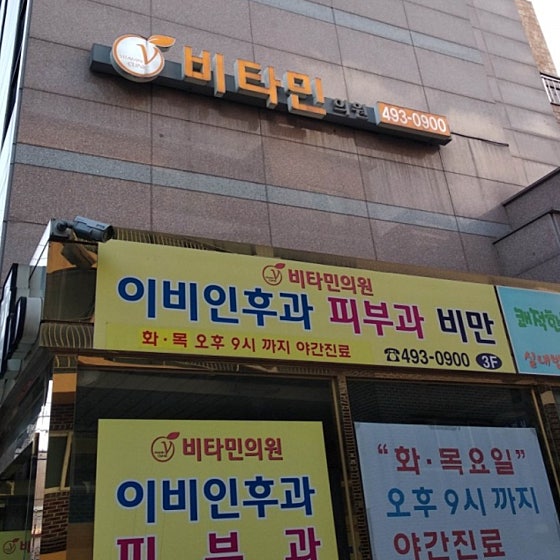 비타민 의원 493-0900
비타민의원
이비인후과 피부과 비만
화·목 오후 9시 까지 야간진료 ☎493-0900 3F
비타민의원
이비인후과
피 부 과
"화·목요일"
오후 9시 까지
야간진료